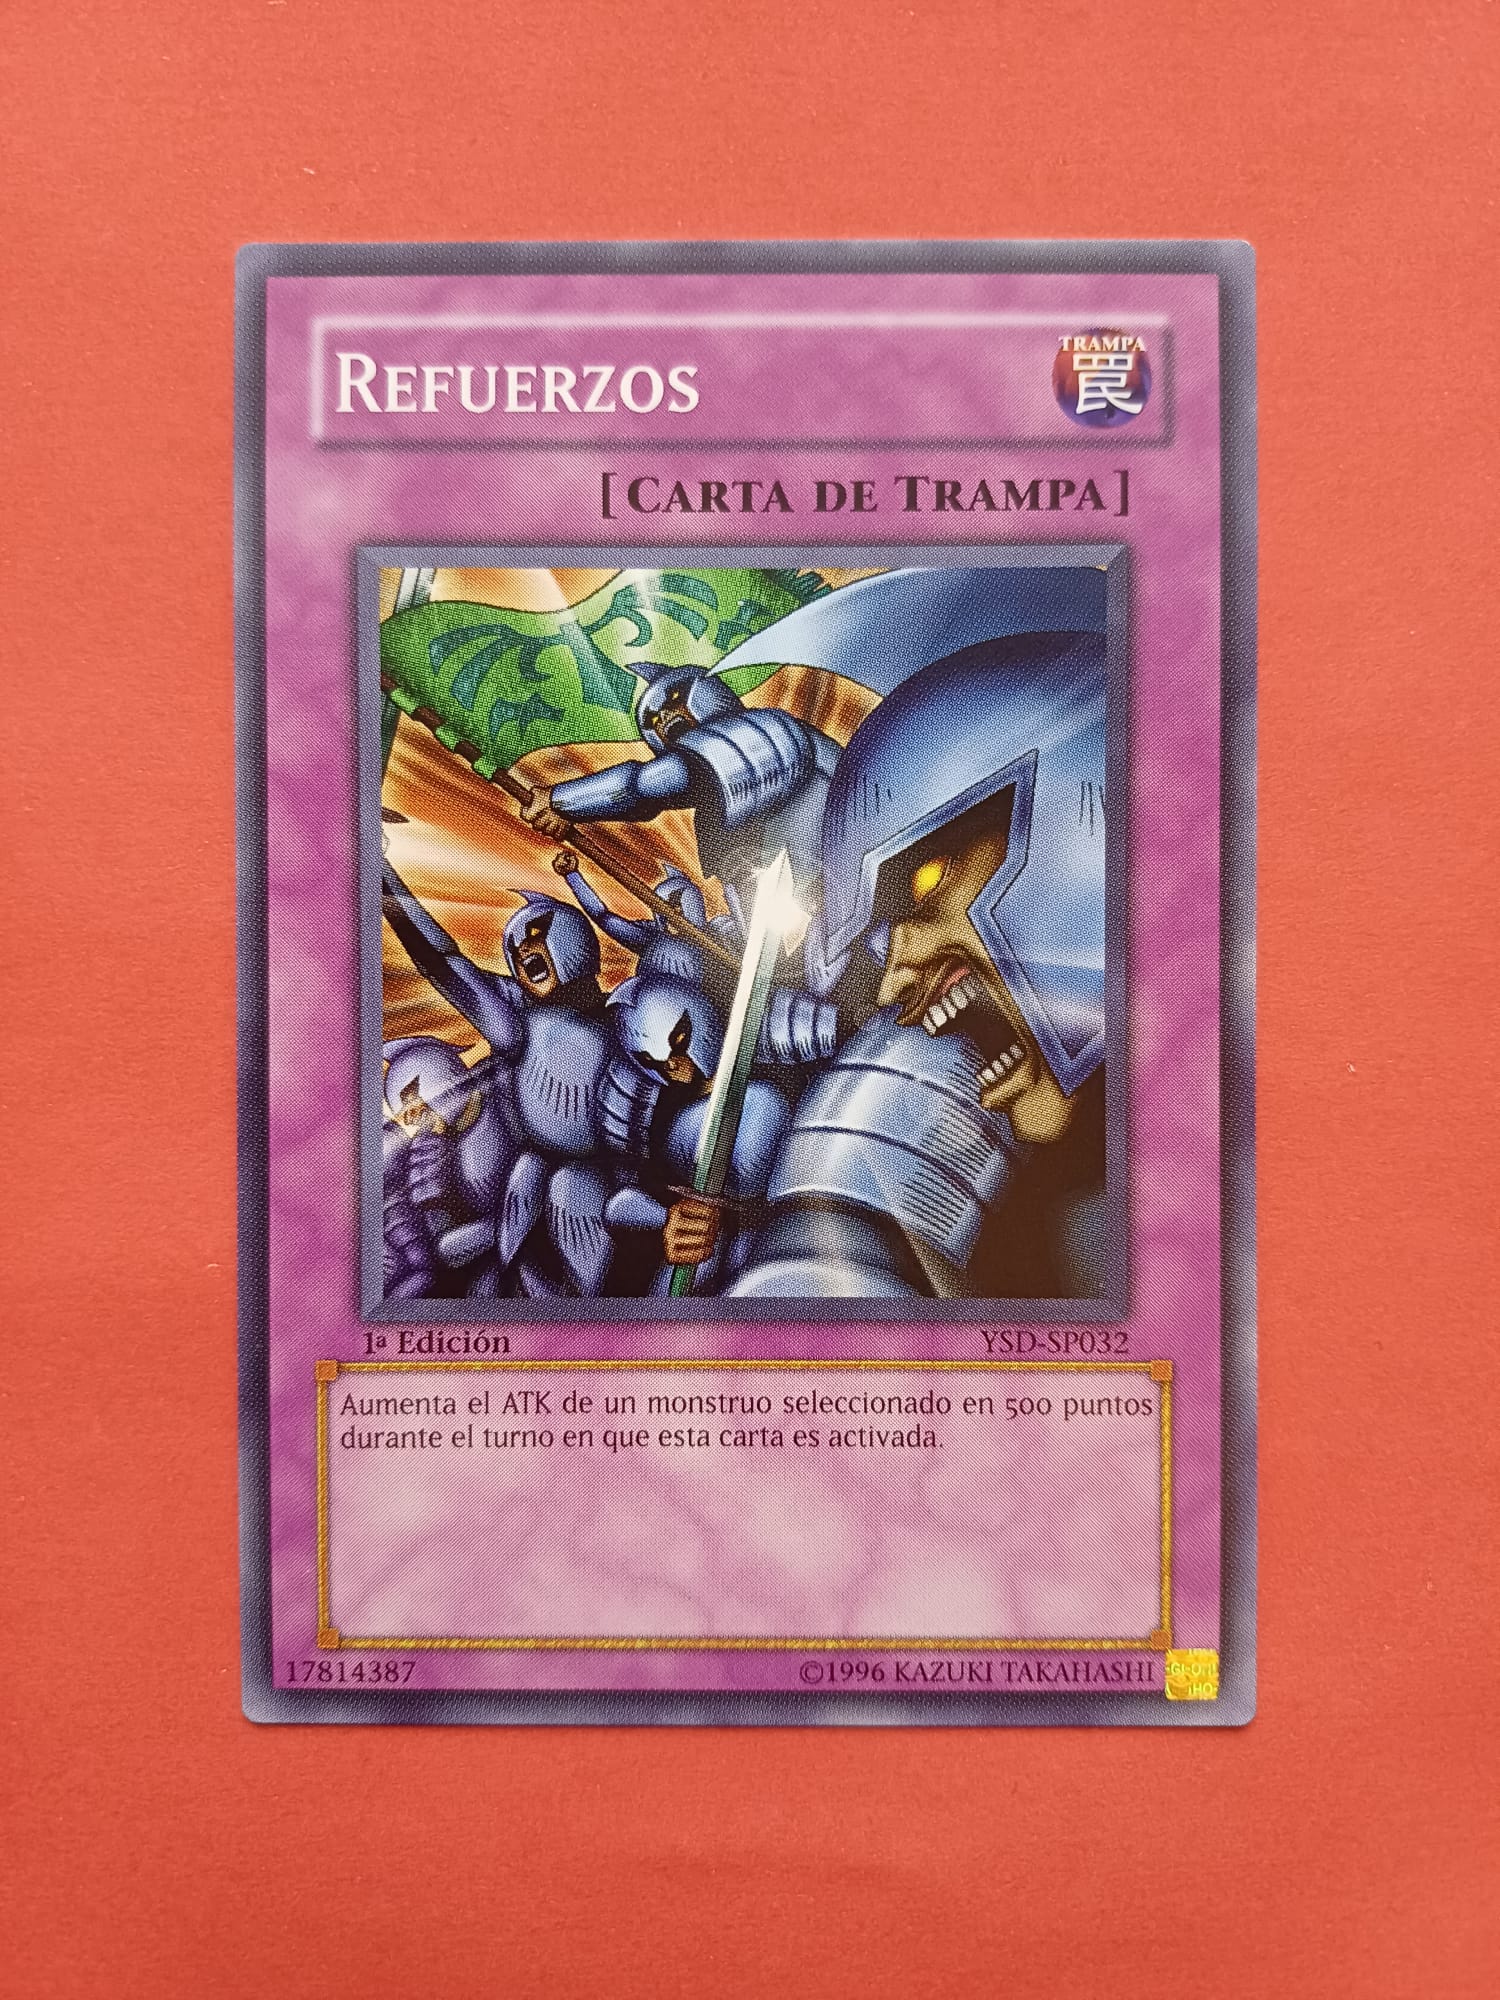 REFUERZOS
TRAMPA
罠
[CARTA DE TRAMPA]
1ª Edición
YSD-SP032
Aumenta el ATK de un monstruo seleccionado en 500 puntos
durante el turno en que esta carta es activada.
17814387
©1996 KAZUKI TAKAHASHI